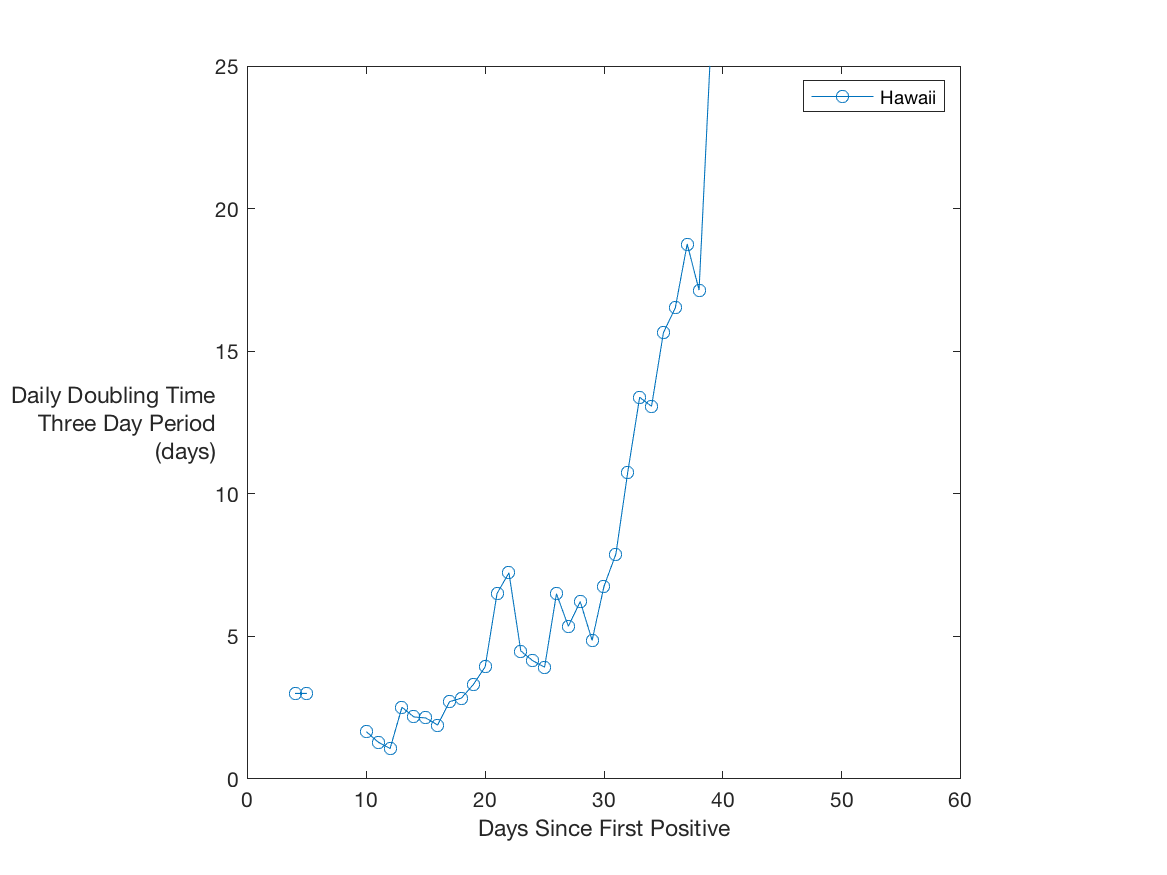 25
20
15
10
5
0
Daily Doubling Time
Three Day Period
(days)
Hawaii
0 10 20 30 40 50 60
Days Since First Positive